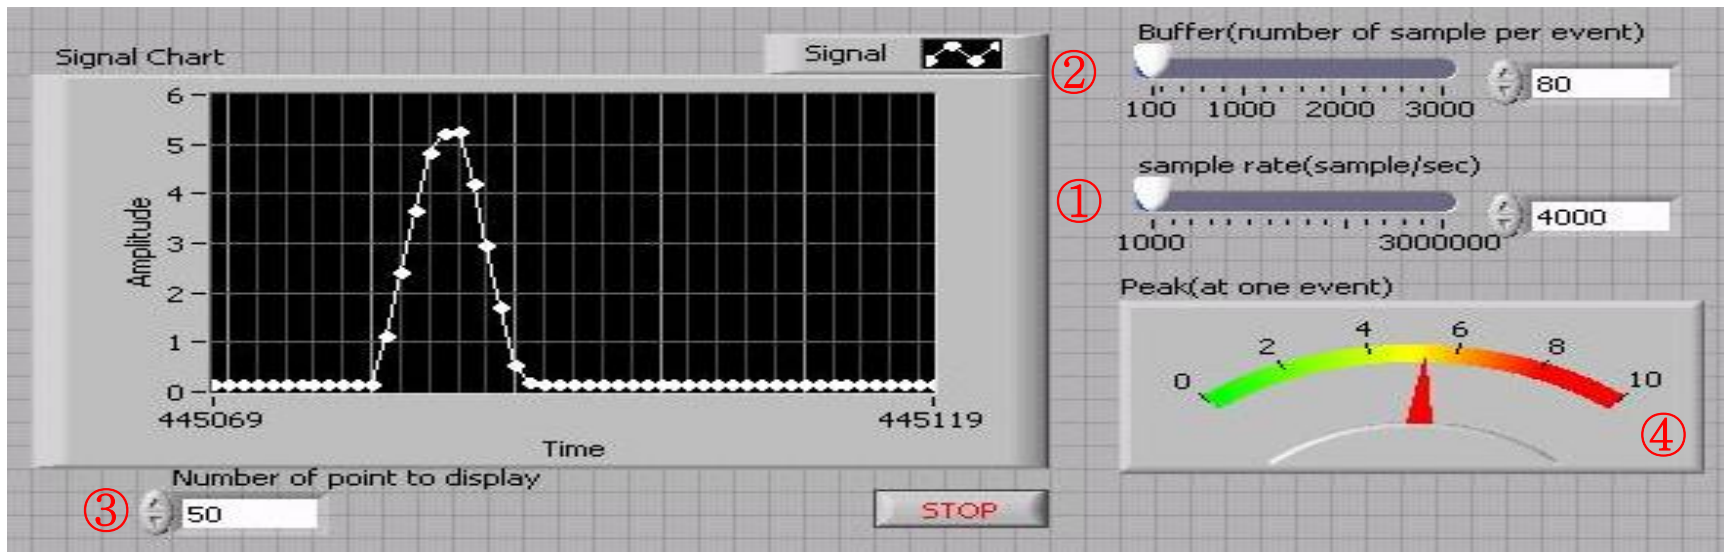 Signal Chart
Signal
6
5
4
3
2
1
0
Amplitude
445069
445119
Time
③
Number of point to display
50
STOP
②
Buffer(number of sample per event)
100 1000 2000 3000
80
①
sample rate(sample/sec)
1000 3000000
4000
Peak(at one event)
0 2 4 6 8 10
④